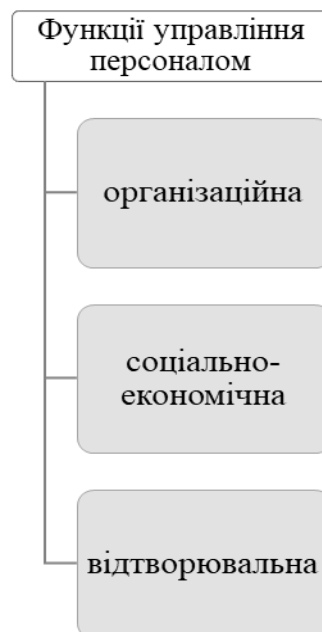 Функції управління
персоналом
організаційна
соціально-
економічна
відтворювальна